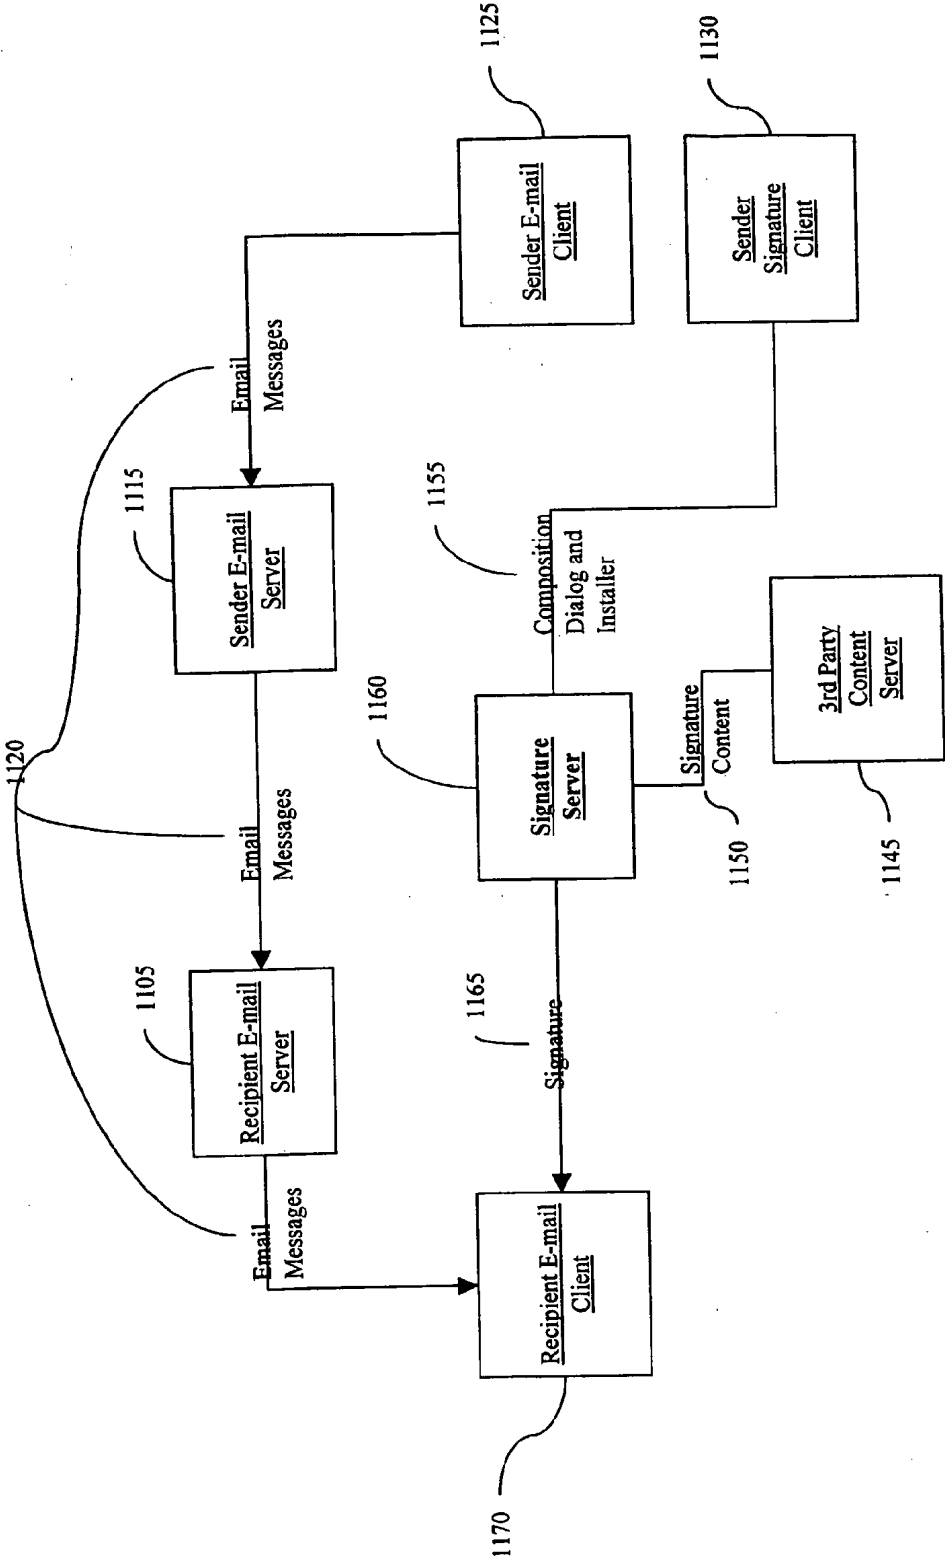 1120
1170
Recipient E-mail
Client
Email
Messages
1105
Recipient E-mail
Server
Email
Messages
1115
Sender E-mail
Server
Email
Messages
1125
Sender E-mail
Client
1165
Signature
1160
Signature
Server
1155
Composition
Dialog and
Installer
1130
Sender
Signature
Client
Signature
Content
1150
3rd Party
Content
Server
1145